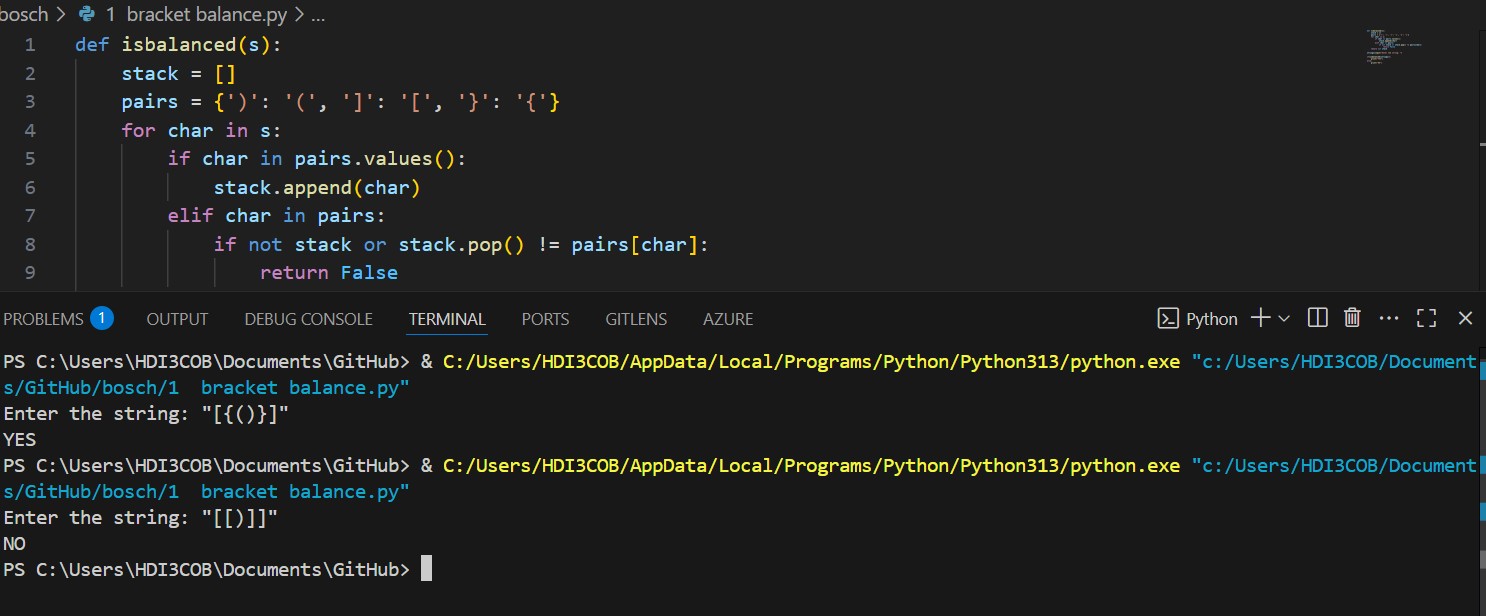 bosch > 1  bracket balance.py > ...
1 def isbalanced(s):
2     stack = []
3     pairs = {')': '(', ']': '[', '}': '{'}
4     for char in s:
5         if char in pairs.values():
6             stack.append(char)
7         elif char in pairs:
8             if not stack or stack.pop() != pairs[char]:
9                 return False
PROBLEMS 1 OUTPUT DEBUG CONSOLE TERMINAL PORTS GITLENS AZURE Python
PS C:\Users\HDI3COB\Documents\GitHub> & C:/Users/HDI3COB/AppData/Local/Programs/Python/Python313/python.exe "c:/Users/HDI3COB/Document
s/GitHub/bosch/1  bracket balance.py"
Enter the string: "[{()}]"
YES
PS C:\Users\HDI3COB\Documents\GitHub> & C:/Users/HDI3COB/AppData/Local/Programs/Python/Python313/python.exe "c:/Users/HDI3COB/Document
s/GitHub/bosch/1  bracket balance.py"
Enter the string: "[[)]]"
NO
PS C:\Users\HDI3COB\Documents\GitHub>